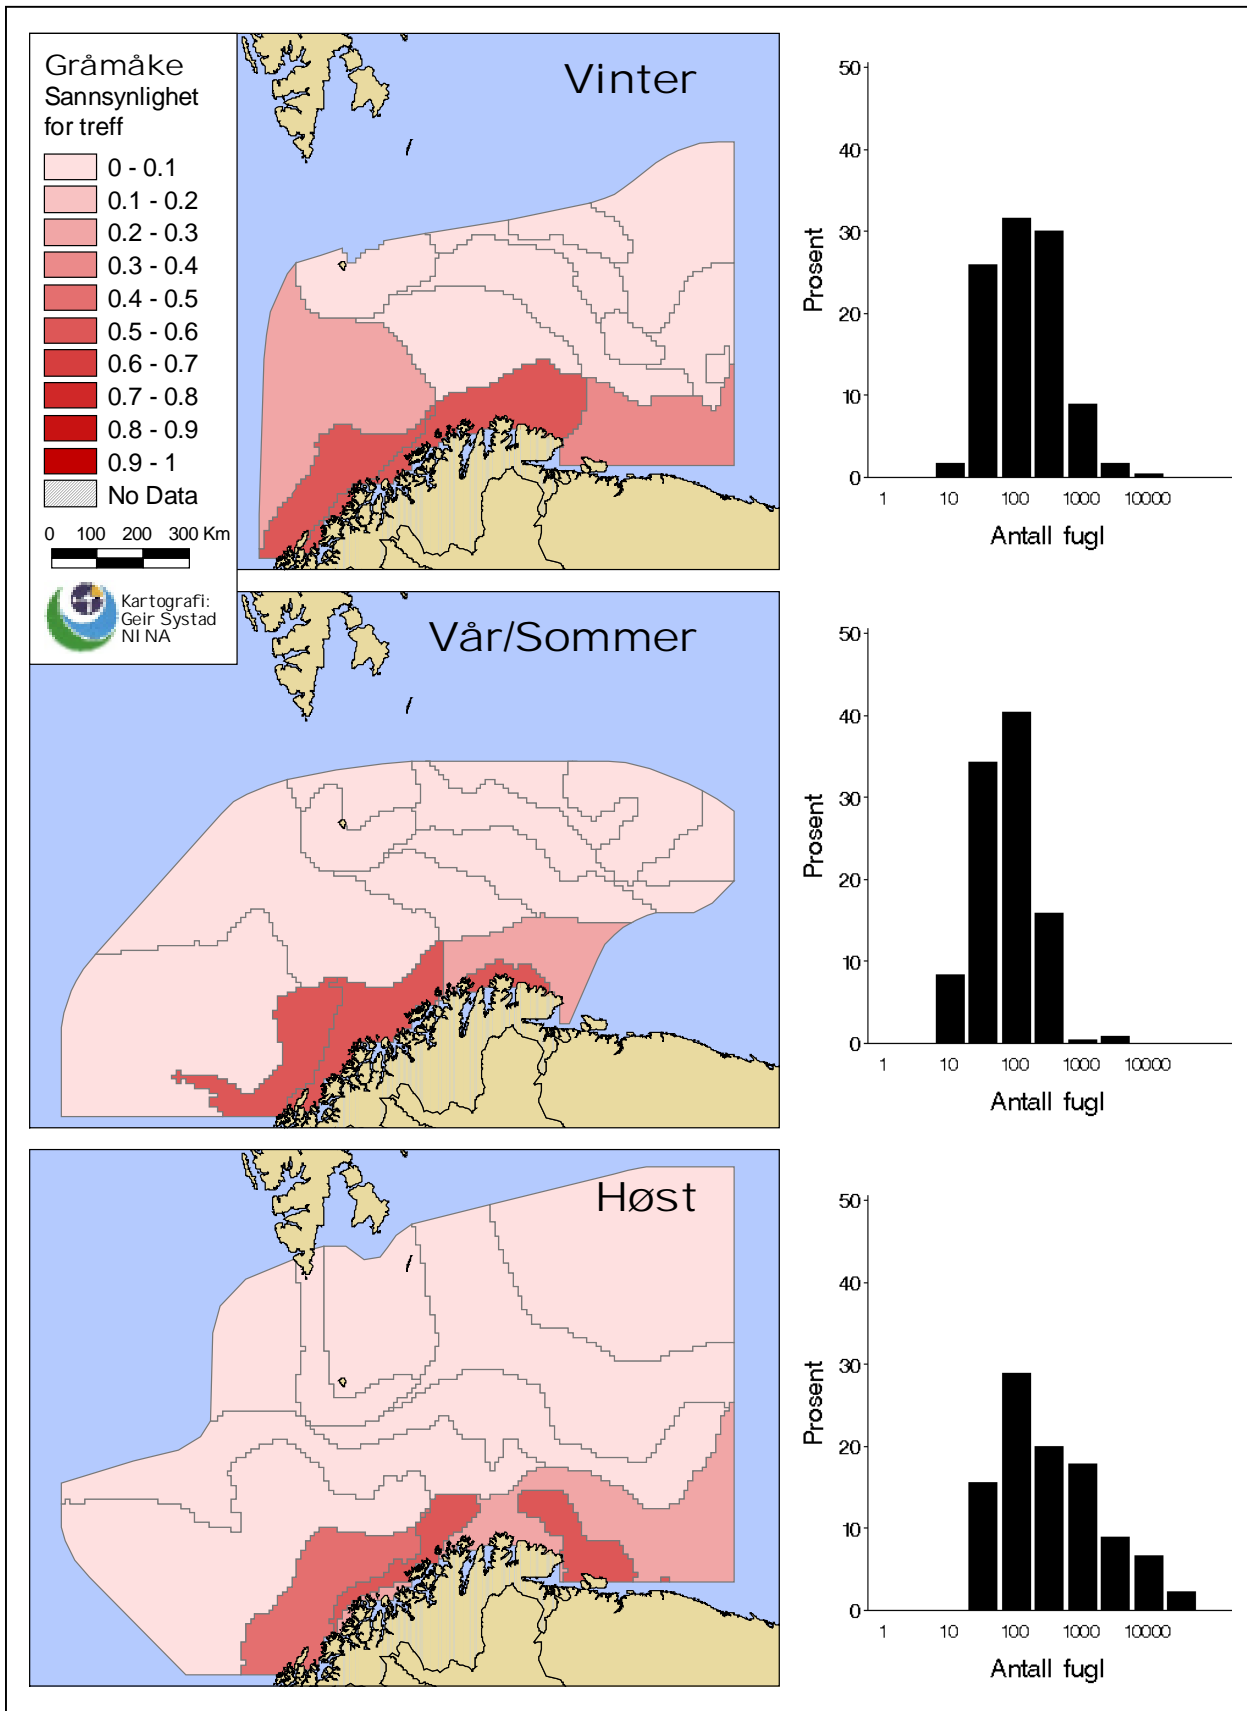 Gråmåke
Sannsynlighet
for treff
0 - 0.1
0.1 - 0.2
0.2 - 0.3
0.3 - 0.4
0.4 - 0.5
0.5 - 0.6
0.6 - 0.7
0.7 - 0.8
0.8 - 0.9
0.9 - 1
No Data
0 100 200 300 Km
Kartografi:
Geir Systad
NINA
Vinter
50
40
30
20
10
0
Prosent
1 10 100 1000 10000
Antall fugl
Vår/Sommer
50
40
30
20
10
0
Prosent
1 10 100 1000 10000
Antall fugl
Høst
50
40
30
20
10
0
Prosent
1 10 100 1000 10000
Antall fugl